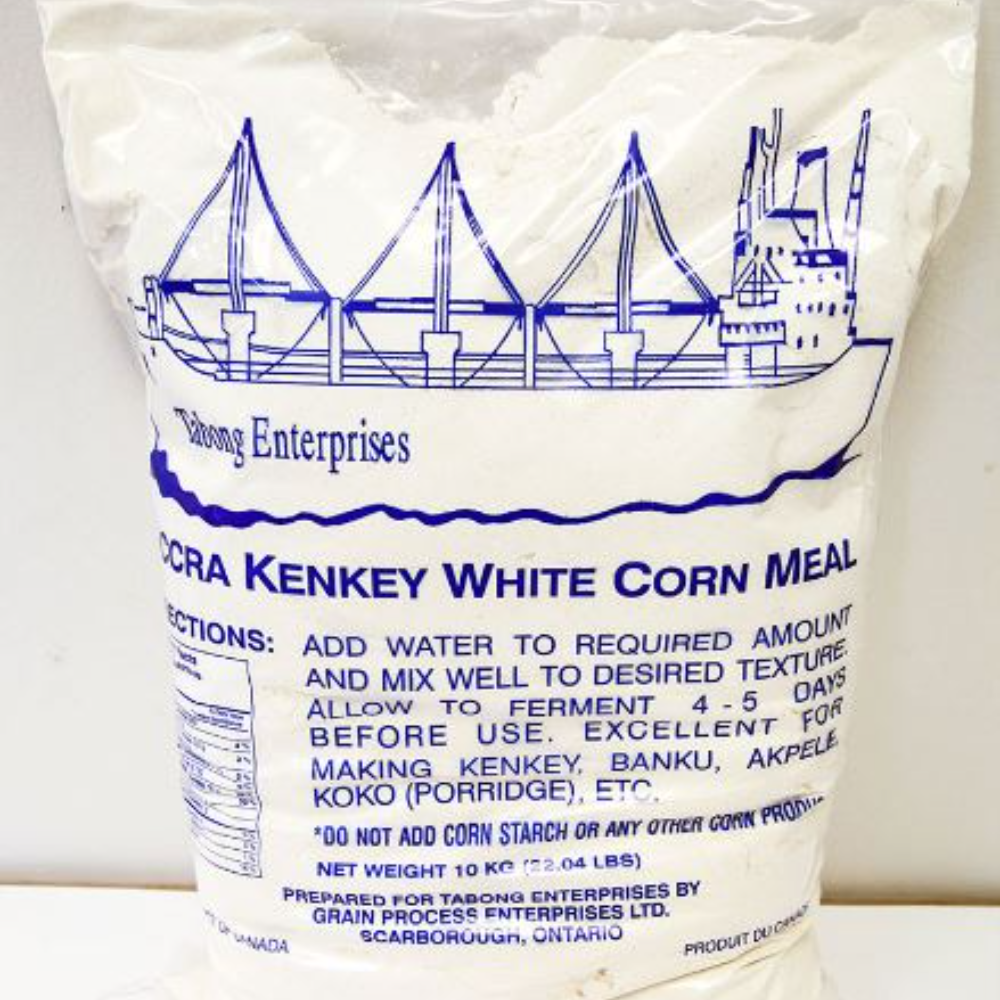 Tabong Enterprises
CCRA KENKEY WHITE CORN MEAL
ECTIONS:
ADD WATER TO REQUIRED AMOUNT
AND MIX WELL TO DESIRED TEXTURE.
ALLOW TO FERMENT 4 - 5 DAYS
BEFORE USE. EXCELLENT FOR
MAKING KENKEY, BANKU, AKPELE,
KOKO (PORRIDGE), ETC.
*DO NOT ADD CORN STARCH OR ANY OTHER CORN PRODU
NET WEIGHT 10 KG (22.04 LBS)
PREPARED FOR TABONG ENTERPRISES BY
GRAIN PROCESS ENTERPRISES LTD.
SCARBOROUGH, ONTARIO
OF CANADA
PRODUIT DU CANADA